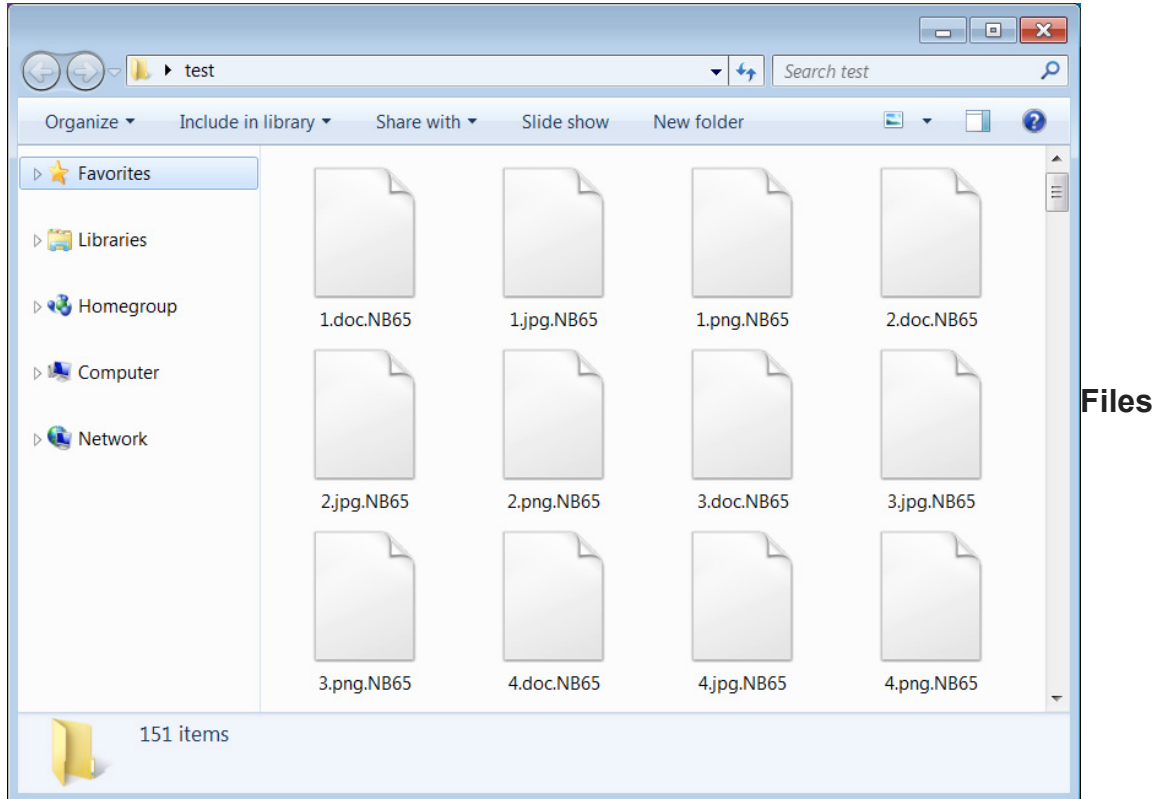 test
Search test
Organize
Include in library
Share with
Slide show
New folder
Favorites
Libraries
Homegroup
Computer
Network
1.doc.NB65 1.jpg.NB65 1.png.NB65 2.doc.NB65
2.jpg.NB65 2.png.NB65 3.doc.NB65 3.jpg.NB65
3.png.NB65 4.doc.NB65 4.jpg.NB65 4.png.NB65
151 items
Files